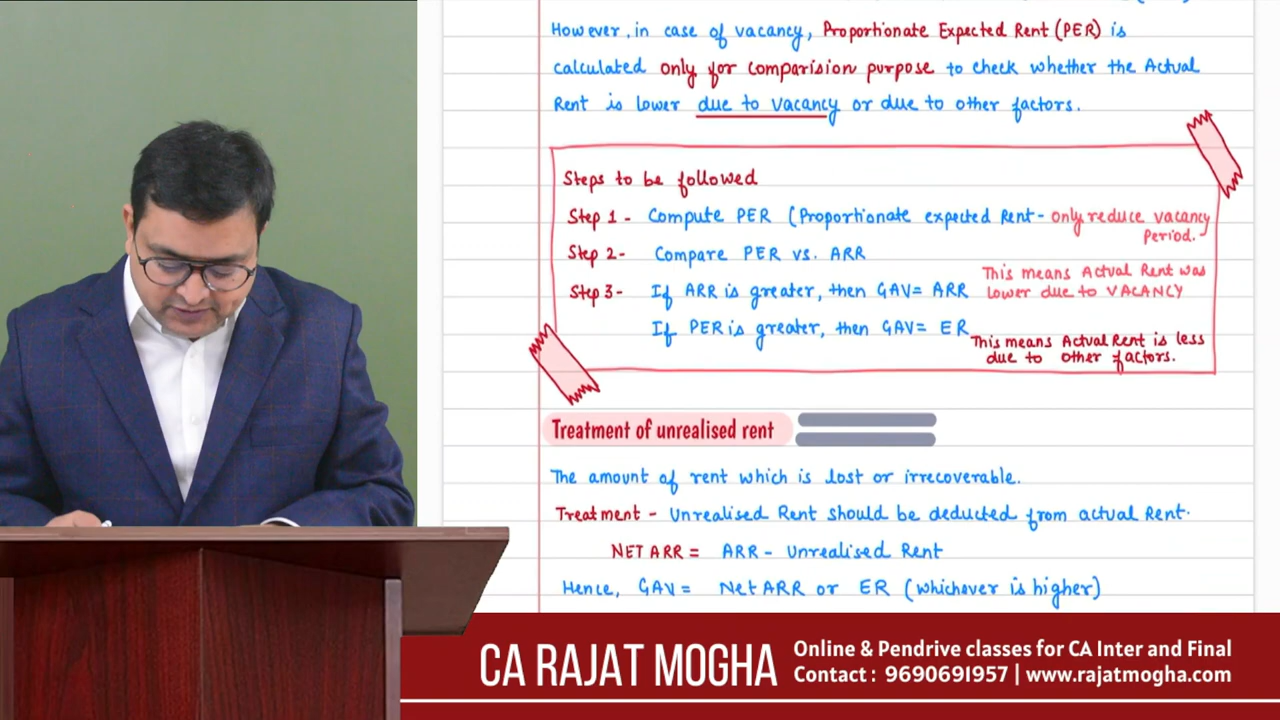 However, in case of vacancy, Proportionate Expected Rent (PER) is
calculated only for comparision purpose to check whether the Actual
Rent is lower due to vacancy or due to other factors.
Steps to be followed
Step 1 - Compute PER (Proportionate expected Rent - only reduce vacancy
Period.
Step 2- Compare PER vs. ARR
Step 3- If ARR is greater, then GAV= ARR
This means Actual Rent was
lower due to VACANCY
If PER is greater, then GAV= ER
This means Actual Rent is less
due to other factors.
Treatment of unrealised rent
The amount of rent which is lost or irrecoverable.
Treatment - Unrealised Rent should be deducted from actual Rent.
NET ARR = ARR - Unrealised Rent
Hence, GAV= Net ARR or ER (whichever is higher)
CA RAJAT MOGHA
Online & Pendrive classes for CA Inter and Final
Contact : 9690691957 | www.rajatmogha.com